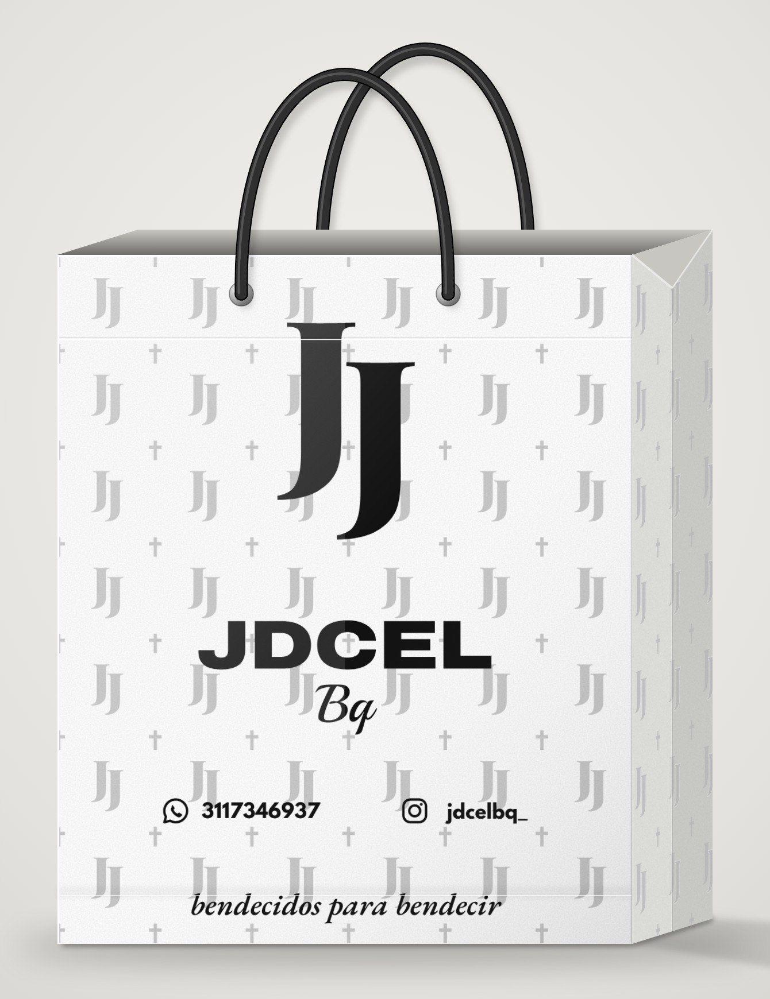 JJ
JDCEL
Bq
3117346937 jdcelbq_
bendecidos para bendecir